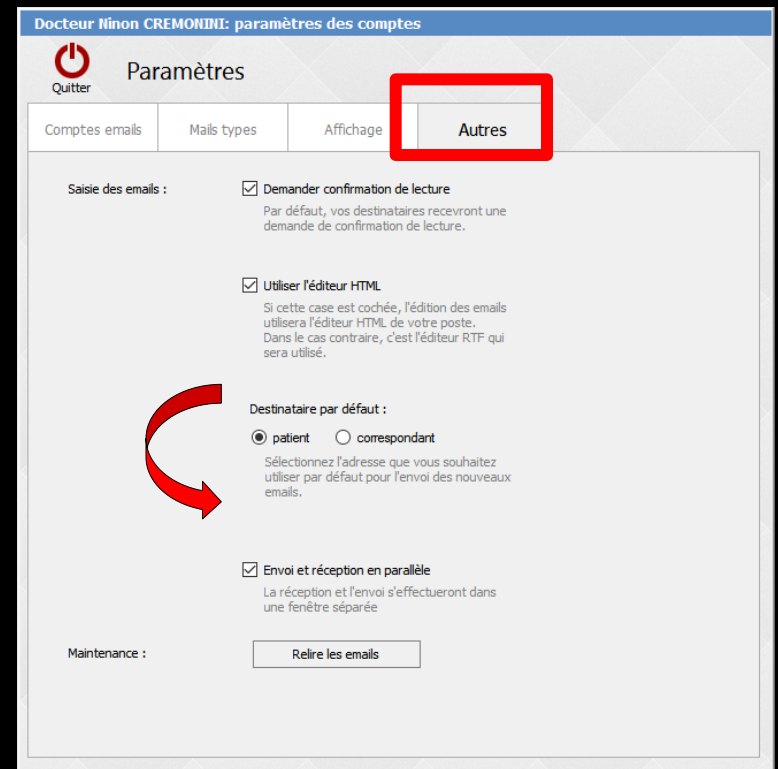 Docteur Ninon CREMONINI: paramètres des comptes
Paramètres
Quitter
Comptes emails
Mails types
Affichage
Autres
Saisie des emails :
Demander confirmation de lecture
Par défaut, vos destinataires recevront une
demande de confirmation de lecture.
Utiliser l'éditeur HTML
Si cette case est cochée, l'édition des emails
utilisera l'éditeur HTML de votre poste.
Dans le cas contraire, c'est l'éditeur RTF qui
sera utilisé.
Destinataire par défaut :
patient
correspondant
Sélectionnez l'adresse que vous souhaitez
utiliser par défaut pour l'envoi des nouveaux
emails.
Envoi et réception en parallèle
La réception et l'envoi s'effectueront dans
une fenêtre séparée
Maintenance :
Relire les emails